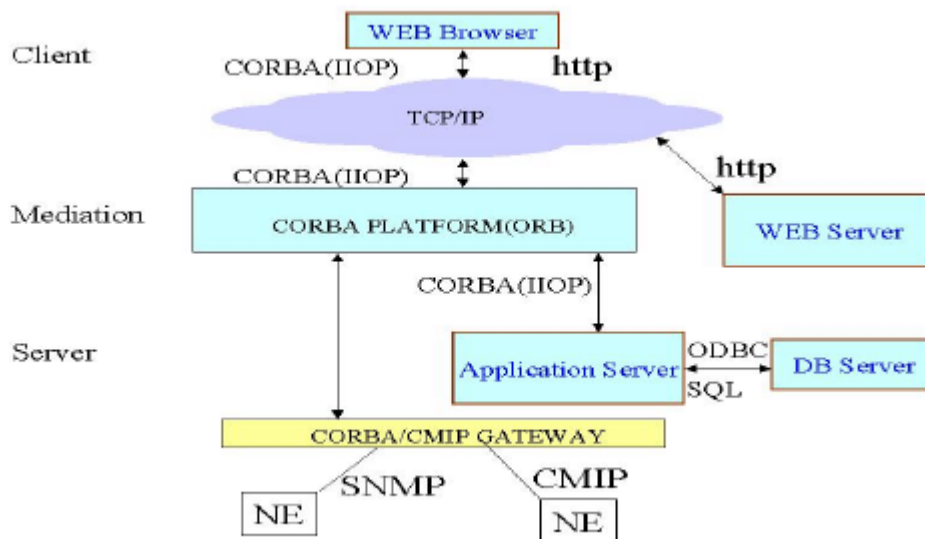 WEB Browser
Client
CORBA(IIOP)
http
TCP/IP
CORBA(IIOP)
http
Mediation
CORBA PLATFORM(ORB)
WEB Server
CORBA(IIOP)
Server
Application Server
ODBC
SQL
DB Server
CORBA/CMIP GATEWAY
SNMP
CMIP
NE
NE